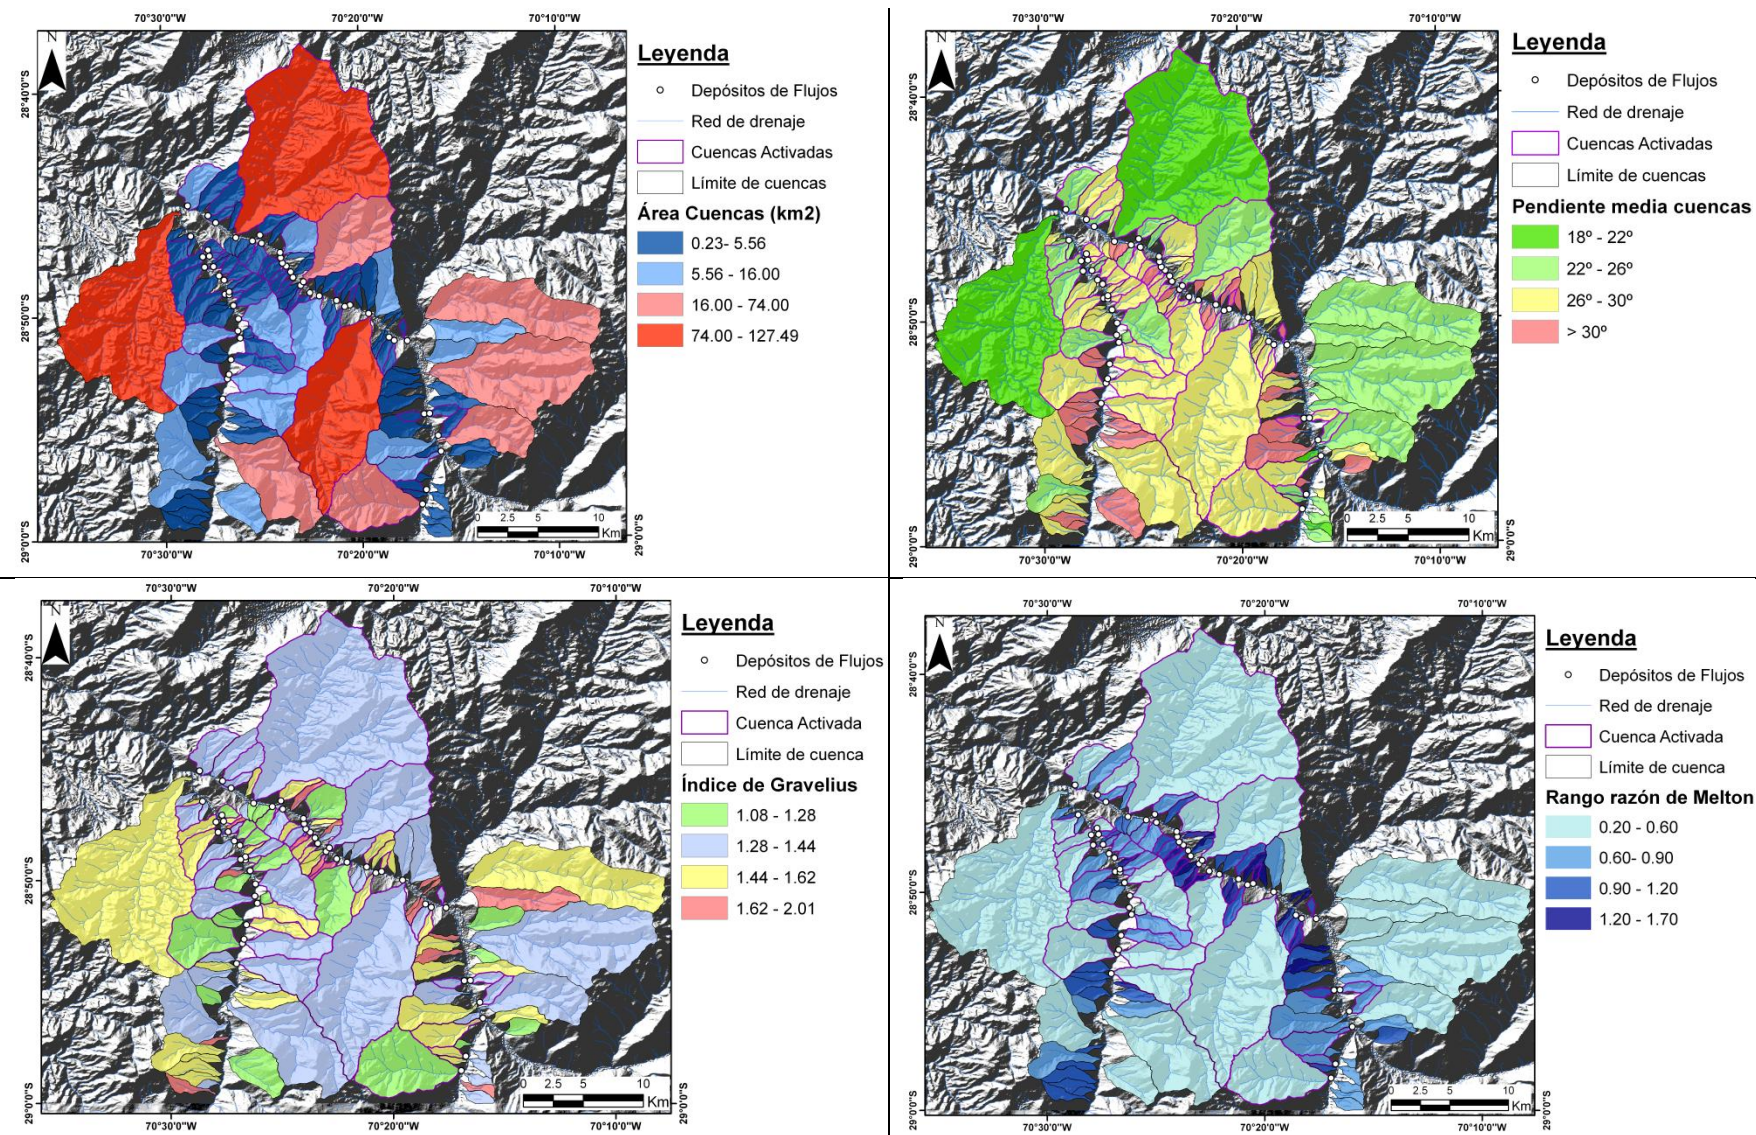 70°30'0"W 70°20'0"W 70°10'0"W
N
28°40'0"S
28°50'0"S
29°0'0"S
Leyenda
Depósitos de Flujos
Red de drenaje
Cuencas Activadas
Límite de cuencas
Área Cuencas (km2)
0.23- 5.56
5.56 - 16.00
16.00 - 74.00
74.00 - 127.49
0 2.5 5 10
Km
29°0'0"S
70°30'0"W 70°20'0"W 70°10'0"W
70°30'0"W 70°20'0"W 70°10'0"W
N
28°40'0"S
28°50'0"S
29°0'0"S
Leyenda
Depósitos de Flujos
Red de drenaje
Cuencas Activadas
Límite de cuencas
Pendiente media cuencas
18º - 22º
22º - 26º
26º - 30º
> 30º
0 2.5 5 10
Km
29°0'0"S
70°30'0"W 70°20'0"W 70°10'0"W
70°30'0"W 70°20'0"W 70°10'0"W
N
28°40'0"S
28°50'0"S
29°0'0"S
Leyenda
Depósitos de Flujos
Red de drenaje
Cuenca Activada
Límite de cuenca
Índice de Gravelius
1.08 - 1.28
1.28 - 1.44
1.44 - 1.62
1.62 - 2.01
0 2.5 5 10
Km
29°0'0"S
70°30'0"W 70°20'0"W 70°10'0"W
70°30'0"W 70°20'0"W 70°10'0"W
N
28°40'0"S
28°50'0"S
29°0'0"S
Leyenda
Depósitos de Flujos
Red de drenaje
Cuenca Activada
Límite de cuenca
Rango razón de Melton
0.20 - 0.60
0.60- 0.90
0.90 - 1.20
1.20 - 1.70
0 2.5 5 10
Km
29°0'0"S
70°30'0"W 70°20'0"W 70°10'0"W